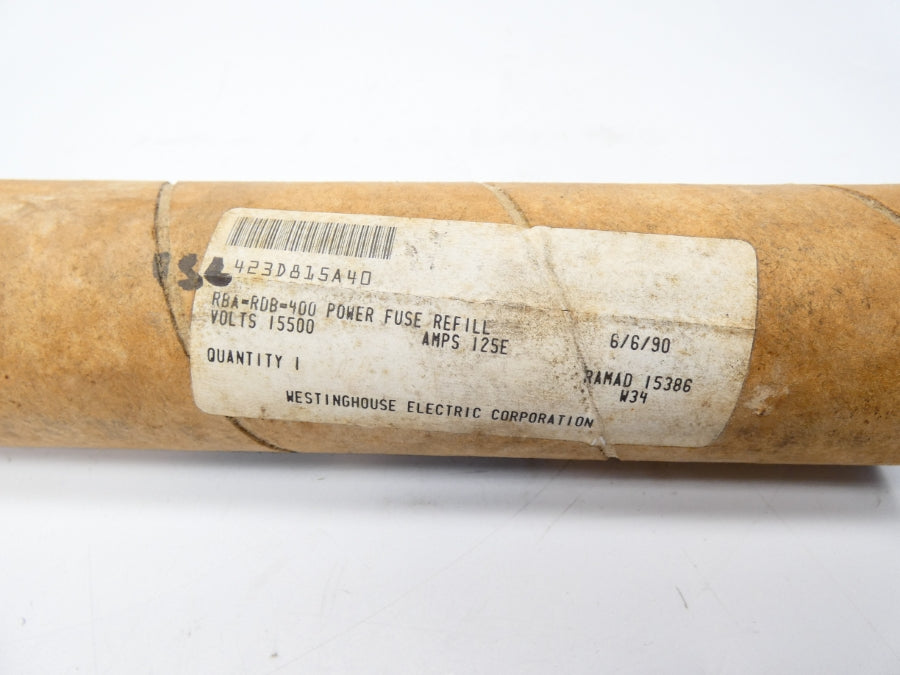 423D815A40
RBA-RDB-400 POWER FUSE REFILL
VOLTS 15500 AMPS 125E 6/6/90
QUANTITY 1 RAMAD 15386
W34
WESTINGHOUSE ELECTRIC CORPORATION